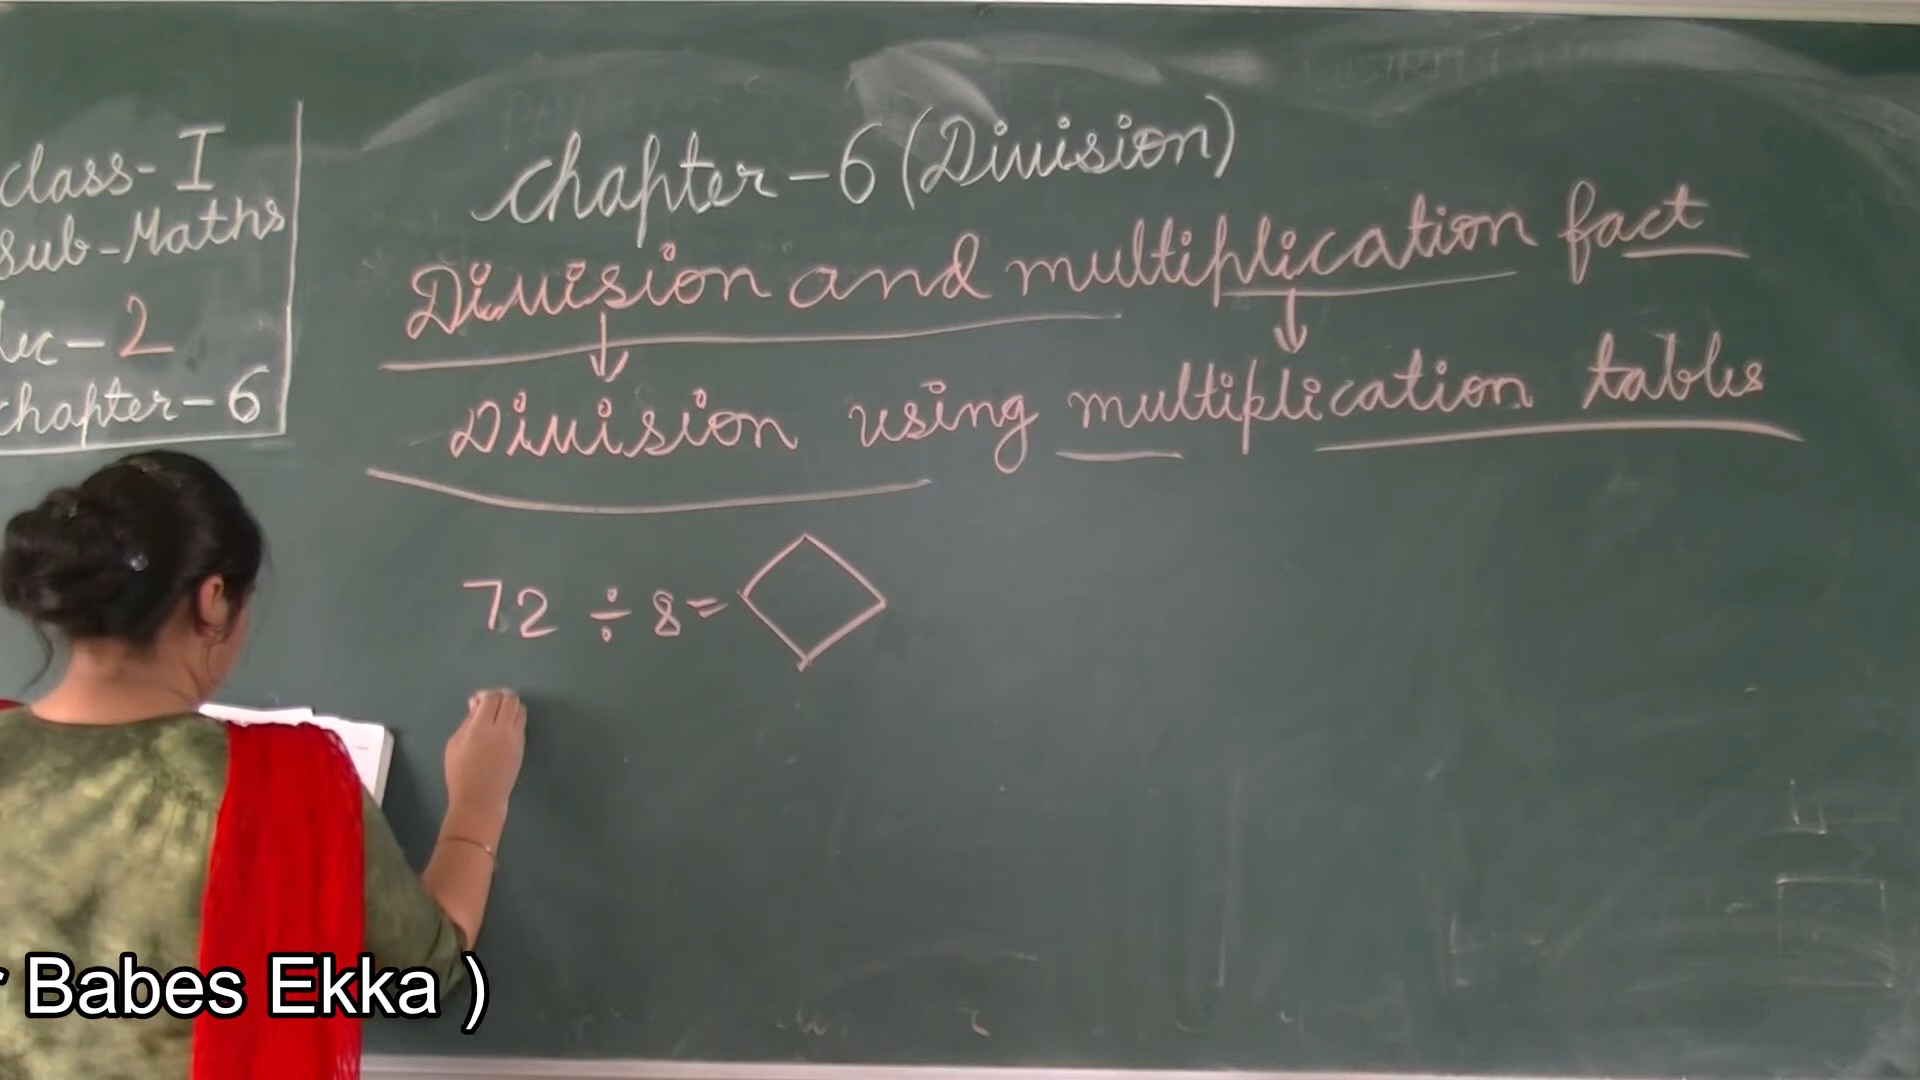 Class-I
Sub-Maths
Lec-2
Chapter-6
Chapter-6 (Division)
Division and multiplication fact
Division using multiplication tables
72 ÷ 8 =
Babes Ekka )